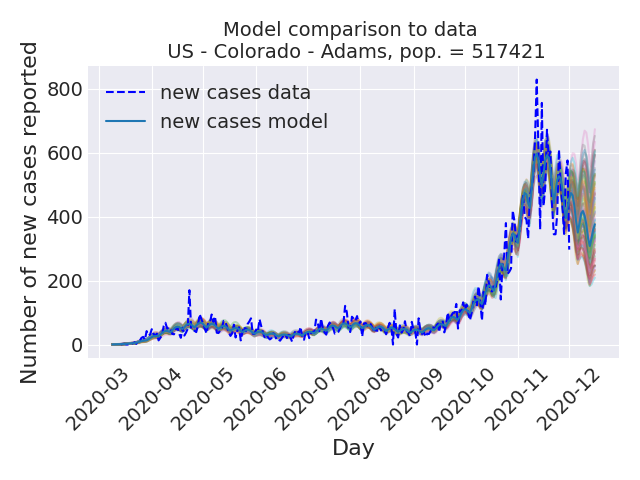 Model comparison to data
US - Colorado - Adams, pop. = 517421
new cases data
new cases model
Number of new cases reported
800
600
400
200
0
2020-03
2020-04
2020-05
2020-06
2020-07
2020-08
2020-09
2020-10
2020-11
2020-12
Day